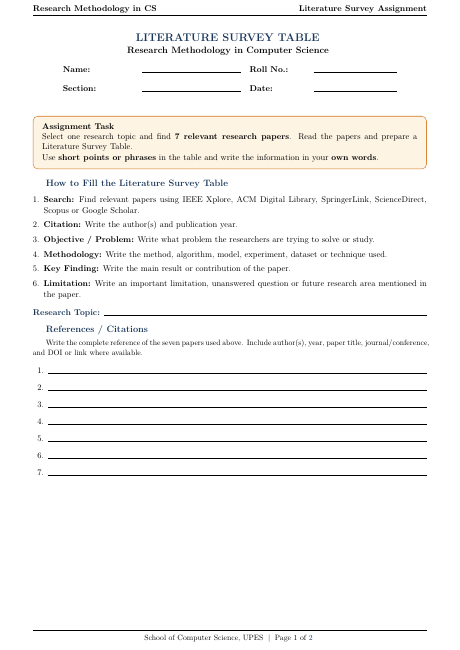 Research Methodology in CS Literature Survey Assignment
LITERATURE SURVEY TABLE
Research Methodology in Computer Science
Name: Roll No.:
Section: Date:
Assignment Task
Select one research topic and find 7 relevant research papers. Read the papers and prepare a
Literature Survey Table.
Use short points or phrases in the table and write the information in your own words.
How to Fill the Literature Survey Table
1. Search: Find relevant papers using IEEE Xplore, ACM Digital Library, SpringerLink, ScienceDirect,
Scopus or Google Scholar.
2. Citation: Write the author(s) and publication year.
3. Objective / Problem: Write what problem the researchers are trying to solve or study.
4. Methodology: Write the method, algorithm, model, experiment, dataset or technique used.
5. Key Finding: Write the main result or contribution of the paper.
6. Limitation: Write an important limitation, unanswered question or future research area mentioned in
the paper.
Research Topic:
References / Citations
Write the complete reference of the seven papers used above. Include author(s), year, paper title, journal/conference,
and DOI or link where available.
1.
2.
3.
4.
5.
6.
7.
School of Computer Science, UPES | Page 1 of 2